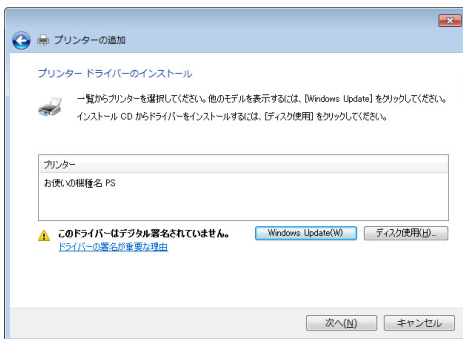 プリンターの追加
プリンター ドライバーのインストール
一覧からプリンターを選択してください。他のモデルを表示するには、[Windows Update] をクリックしてください。
インストール CD からドライバーをインストールするには、[ディスク使用] をクリックしてください。
プリンター
お使いの機種名 PS
このドライバーはデジタル署名されていません。
Windows Update(W)
ディスク使用(H)...
ドライバーの署名が重要な理由
次へ(N)
キャンセル